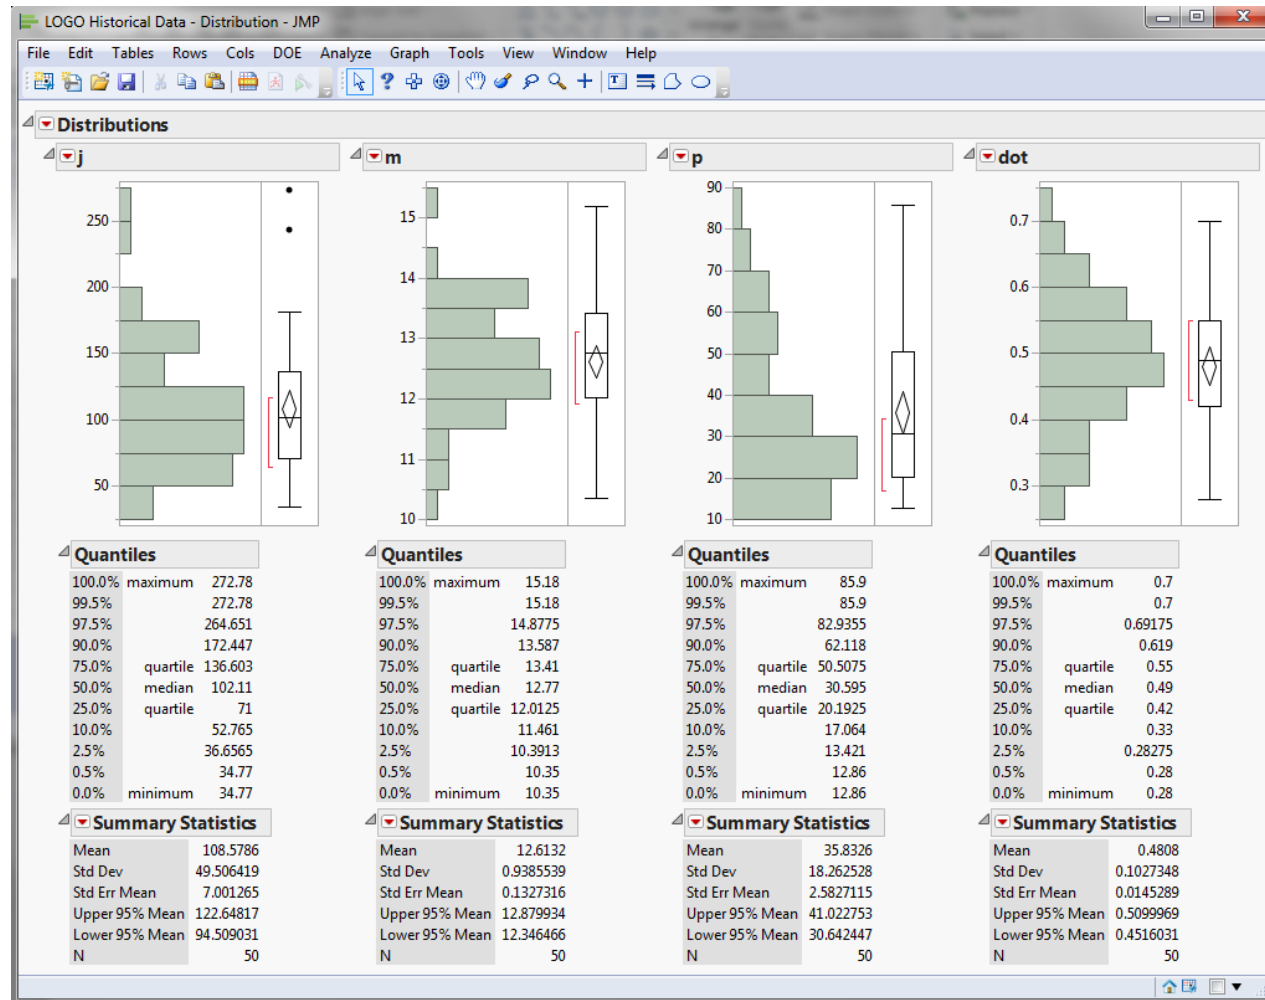 LOGO Historical Data - Distribution - JMP
File Edit Tables Rows Cols DOE Analyze Graph Tools View Window Help
Distributions
j
250
200
150
100
50
Quantiles
100.0% maximum 272.78
99.5% 272.78
97.5% 264.651
90.0% 172.447
75.0% quartile 136.603
50.0% median 102.11
25.0% quartile 71
10.0% 52.765
2.5% 36.6565
0.5% 34.77
0.0% minimum 34.77
Summary Statistics
Mean 108.5786
Std Dev 49.506419
Std Err Mean 7.001265
Upper 95% Mean 122.64817
Lower 95% Mean 94.509031
N 50
m
15
14
13
12
11
10
Quantiles
100.0% maximum 15.18
99.5% 15.18
97.5% 14.8775
90.0% 13.587
75.0% quartile 13.41
50.0% median 12.77
25.0% quartile 12.0125
10.0% 11.461
2.5% 10.3913
0.5% 10.35
0.0% minimum 10.35
Summary Statistics
Mean 12.6132
Std Dev 0.9385539
Std Err Mean 0.1327316
Upper 95% Mean 12.879934
Lower 95% Mean 12.346466
N 50
p
90
80
70
60
50
40
30
20
10
Quantiles
100.0% maximum 85.9
99.5% 85.9
97.5% 82.9355
90.0% 62.118
75.0% quartile 50.5075
50.0% median 30.595
25.0% quartile 20.1925
10.0% 17.064
2.5% 13.421
0.5% 12.86
0.0% minimum 12.86
Summary Statistics
Mean 35.8326
Std Dev 18.262528
Std Err Mean 2.5827115
Upper 95% Mean 41.022753
Lower 95% Mean 30.642447
N 50
dot
0.7
0.6
0.5
0.4
0.3
Quantiles
100.0% maximum 0.7
99.5% 0.7
97.5% 0.69175
90.0% 0.619
75.0% quartile 0.55
50.0% median 0.49
25.0% quartile 0.42
10.0% 0.33
2.5% 0.28275
0.5% 0.28
0.0% minimum 0.28
Summary Statistics
Mean 0.4808
Std Dev 0.1027348
Std Err Mean 0.0145289
Upper 95% Mean 0.5099969
Lower 95% Mean 0.4516031
N 50